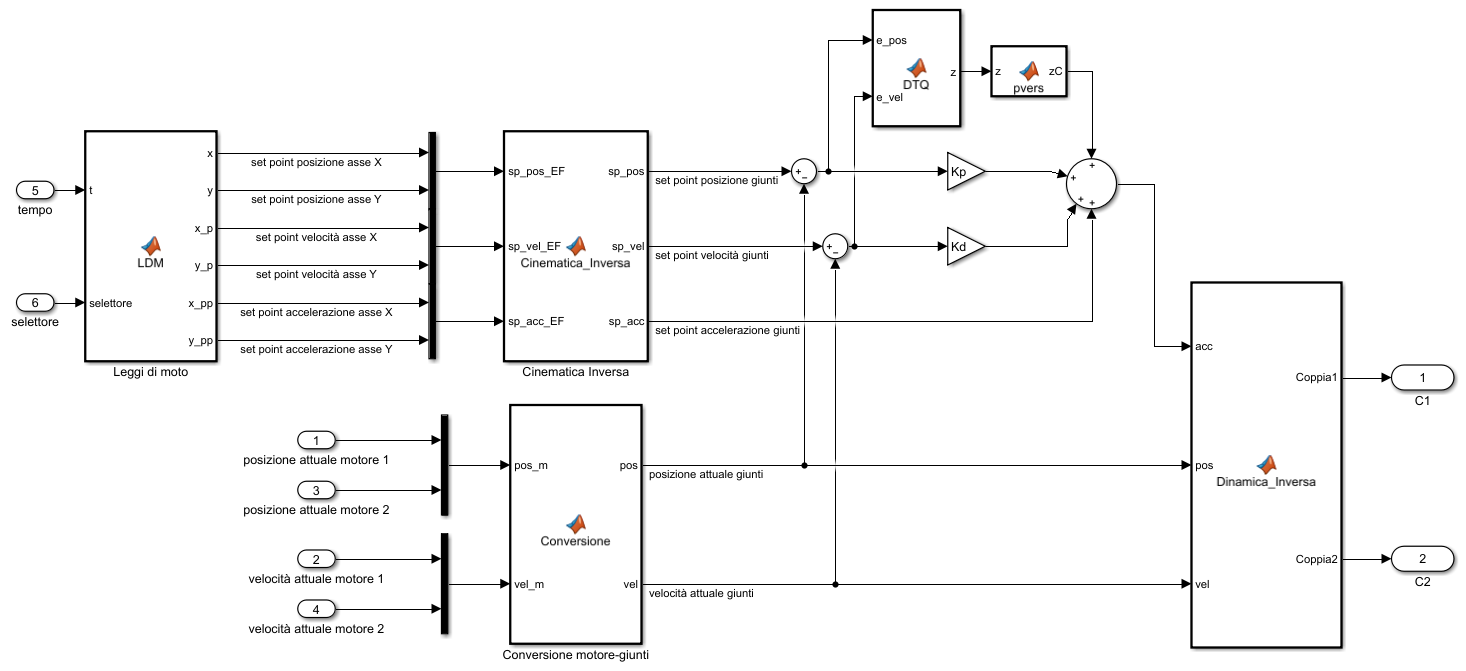 5
tempo
6
selettore
t
selettore
LDM
x
y
x_p
y_p
x_pp
y_pp
Leggi di moto
set point posizione asse X
set point posizione asse Y
set point velocità asse X
set point velocità asse Y
set point accelerazione asse X
set point accelerazione asse Y
sp_pos_EF
sp_vel_EF
sp_acc_EF
Cinematica_Inversa
sp_pos
sp_vel
sp_acc
Cinematica Inversa
set point posizione giunti
set point velocità giunti
set point accelerazione giunti
+
−
+
−
e_pos
e_vel
DTQ
z
z
pvers
zC
Kp
Kd
+
+
+
+
1
posizione attuale motore 1
3
posizione attuale motore 2
2
velocità attuale motore 1
4
velocità attuale motore 2
pos_m
vel_m
Conversione
pos
vel
Conversione motore-giunti
posizione attuale giunti
velocità attuale giunti
acc
pos
vel
Dinamica_Inversa
Coppia1
Coppia2
1
C1
2
C2